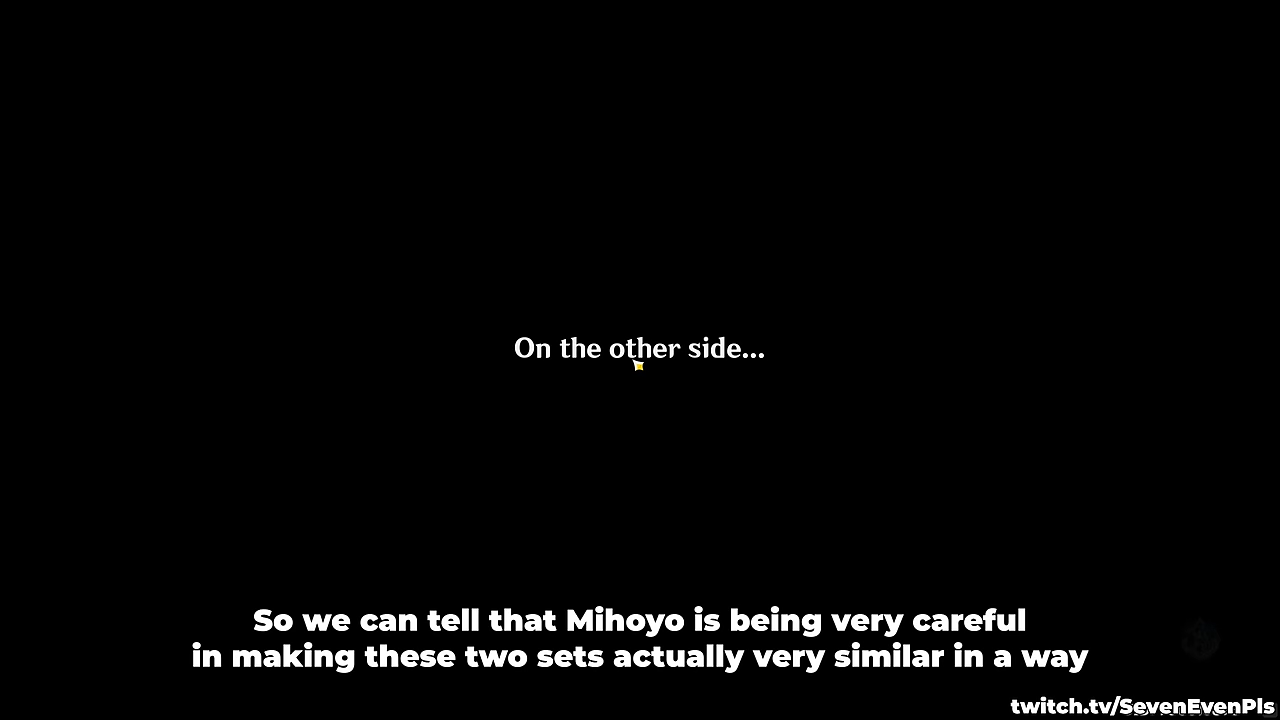 On the other side...
So we can tell that Mihoyo is being very careful
in making these two sets actually very similar in a way
twitch.tv/SevenEvenPls